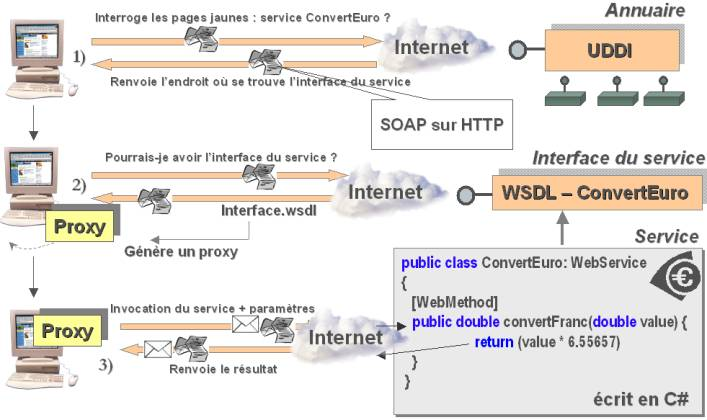 Annuaire
Interroge les pages jaunes : service ConvertEuro ?
1)
Internet
UDDI
Renvoie l'endroit où se trouve l'interface du service
SOAP sur HTTP
Pourrais-je avoir l'interface du service ?
Interface du service
2)
Internet
WSDL – ConvertEuro
Interface.wsdl
Proxy
Génère un proxy
Service
public class ConvertEuro: WebService
{
[WebMethod]
public double convertFranc(double value) {
return (value * 6.55657)
}
}
écrit en C#
Invocation du service + paramètres
Proxy
Internet
3)
Renvoie le résultat